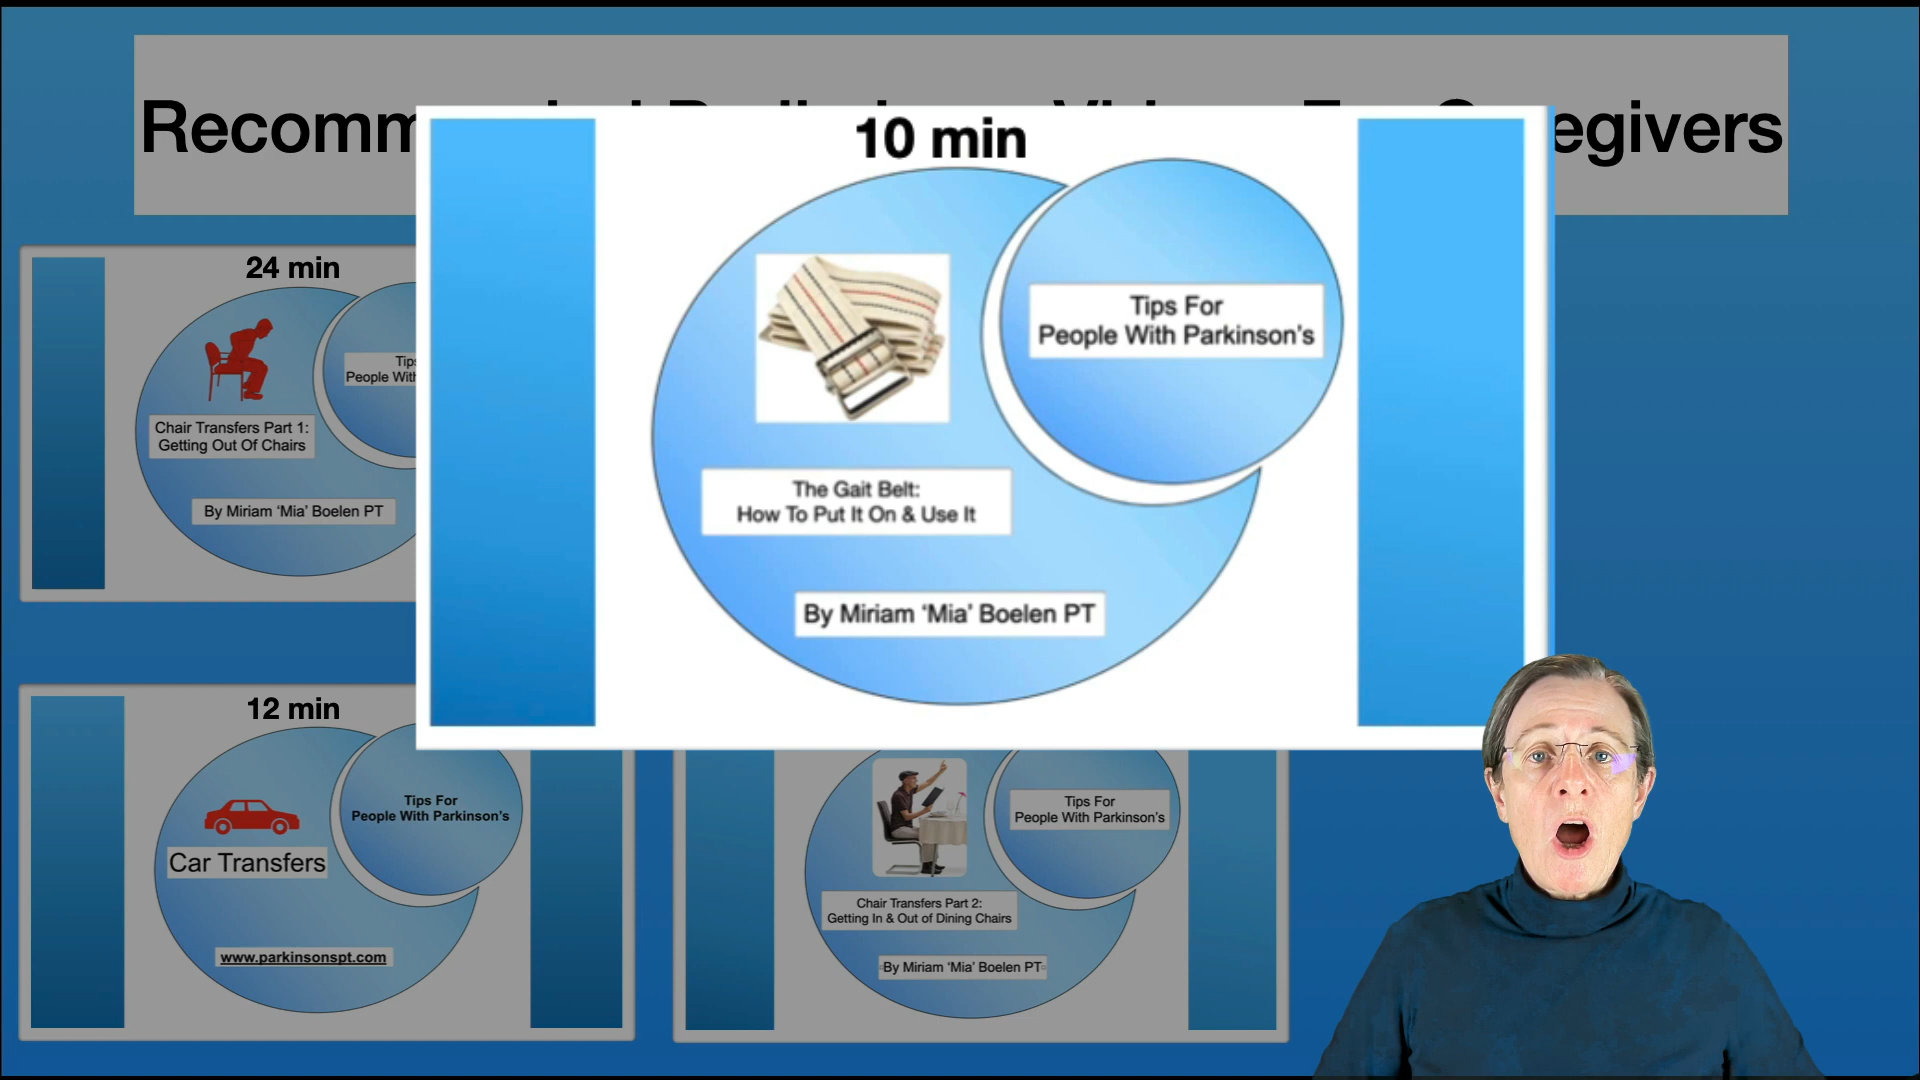 Recomm
egivers
10 min
Tips For
People With Parkinson's
The Gait Belt:
How To Put It On & Use It
By Miriam ‘Mia’ Boelen PT
24 min
Tips
People With
Chair Transfers Part 1:
Getting Out Of Chairs
By Miriam ‘Mia’ Boelen PT
12 min
Tips For
People With Parkinson's
Car Transfers
www.parkinsonspt.com
Tips For
People With Parkinson's
Chair Transfers Part 2:
Getting In & Out of Dining Chairs
By Miriam ‘Mia’ Boelen PT